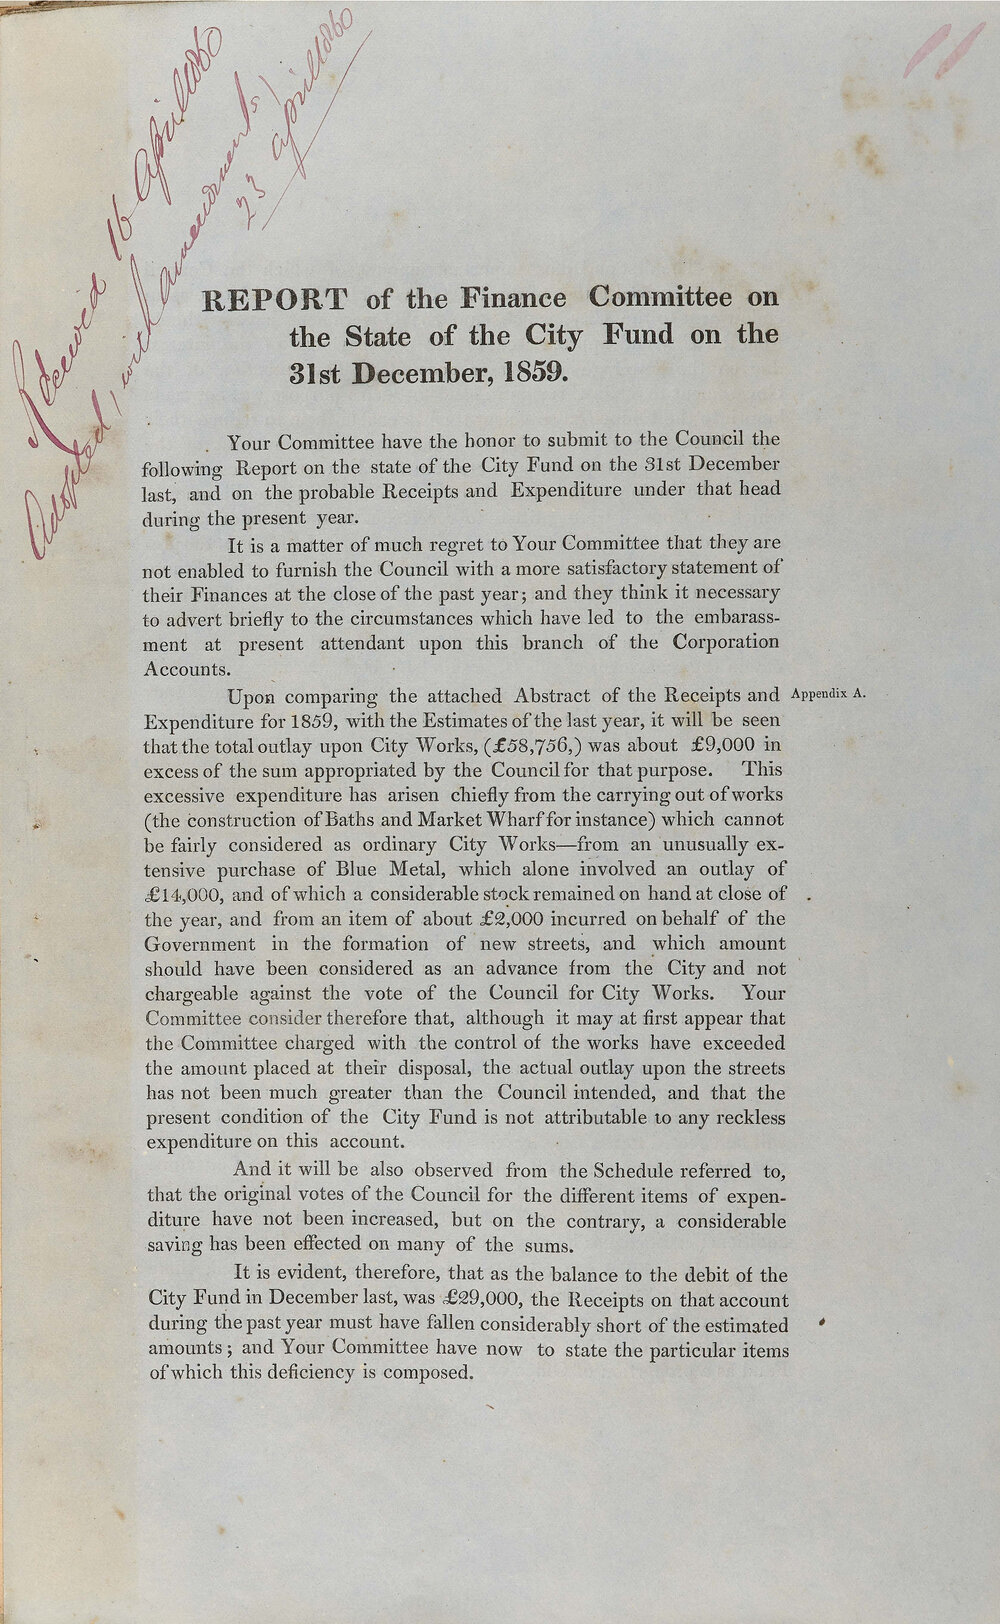 Received 16 April 1860
Adopted, with amendments,
23 April 1860
11
REPORT of the Finance Committee on
the State of the City Fund on the
31st December, 1859.
Your Committee have the honor to submit to the Council the
following Report on the state of the City Fund on the 31st December
last, and on the probable Receipts and Expenditure under that head
during the present year.
It is a matter of much regret to Your Committee that they are
not enabled to furnish the Council with a more satisfactory statement of
their Finances at the close of the past year; and they think it necessary
to advert briefly to the circumstances which have led to the embarass-
ment at present attendant upon this branch of the Corporation
Accounts.
Upon comparing the attached Abstract of the Receipts and Appendix A.
Expenditure for 1859, with the Estimates of the last year, it will be seen
that the total outlay upon City Works, (£58,756,) was about £9,000 in
excess of the sum appropriated by the Council for that purpose. This
excessive expenditure has arisen chiefly from the carrying out of works
(the construction of Baths and Market Wharf for instance) which cannot
be fairly considered as ordinary City Works—from an unusually ex-
tensive purchase of Blue Metal, which alone involved an outlay of
£14,000, and of which a considerable stock remained on hand at close of
the year, and from an item of about £2,000 incurred on behalf of the
Government in the formation of new streets, and which amount
should have been considered as an advance from the City and not
chargeable against the vote of the Council for City Works. Your
Committee consider therefore that, although it may at first appear that
the Committee charged with the control of the works have exceeded
the amount placed at their disposal, the actual outlay upon the streets
has not been much greater than the Council intended, and that the
present condition of the City Fund is not attributable to any reckless
expenditure on this account.
And it will be also observed from the Schedule referred to,
that the original votes of the Council for the different items of expen-
diture have not been increased, but on the contrary, a considerable
saving has been effected on many of the sums.
It is evident, therefore, that as the balance to the debit of the
City Fund in December last, was £29,000, the Receipts on that account
during the past year must have fallen considerably short of the estimated
amounts; and Your Committee have now to state the particular items
of which this deficiency is composed.